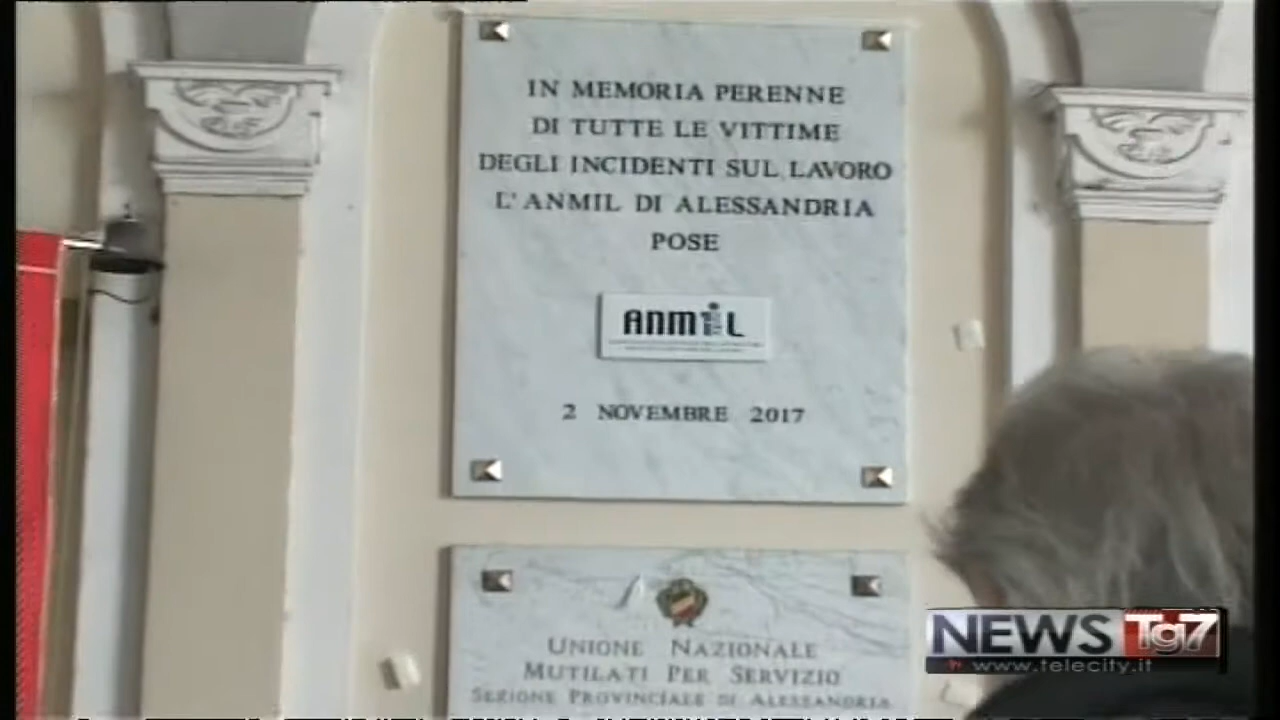 IN MEMORIA PERENNE
DI TUTTE LE VITTIME
DEGLI INCIDENTI SUL LAVORO
L'ANMIL DI ALESSANDRIA
POSE
ANMIL
2 NOVEMBRE 2017
UNIONE NAZIONALE
MUTILATI PER SERVIZIO
SEZIONE PROVINCIALE DI ALESSANDRIA
NEWS Tg7
www.telecity.it